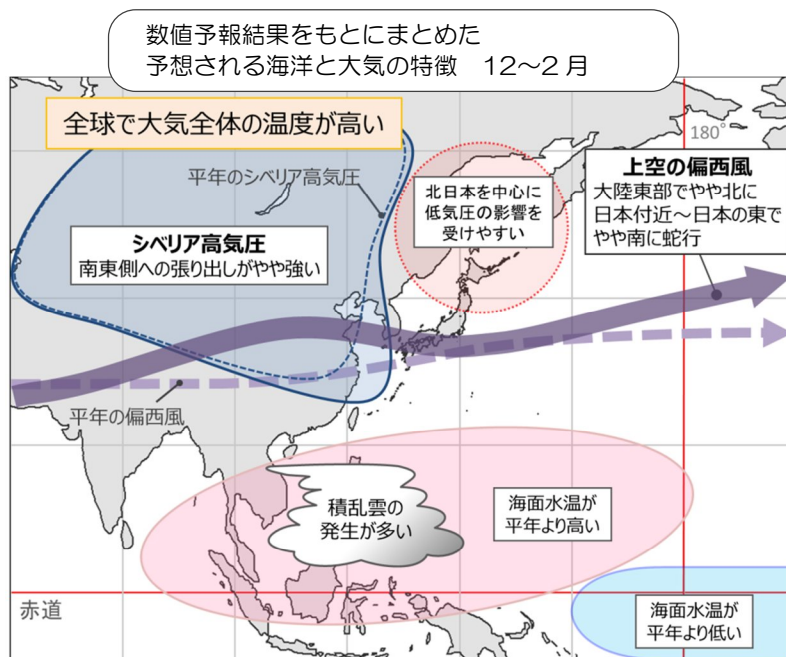 数値予報結果をもとにまとめた
予想される海洋と大気の特徴　12～2月
全球で大気全体の温度が高い
180°
平年のシベリア高気圧
北日本を中心に
低気圧の影響を
受けやすい
上空の偏西風
大陸東部でやや北に
日本付近～日本の東で
やや南に蛇行
シベリア高気圧
南東側への張り出しがやや強い
平年の偏西風
積乱雲の
発生が多い
海面水温が
平年より高い
赤道
海面水温が
平年より低い